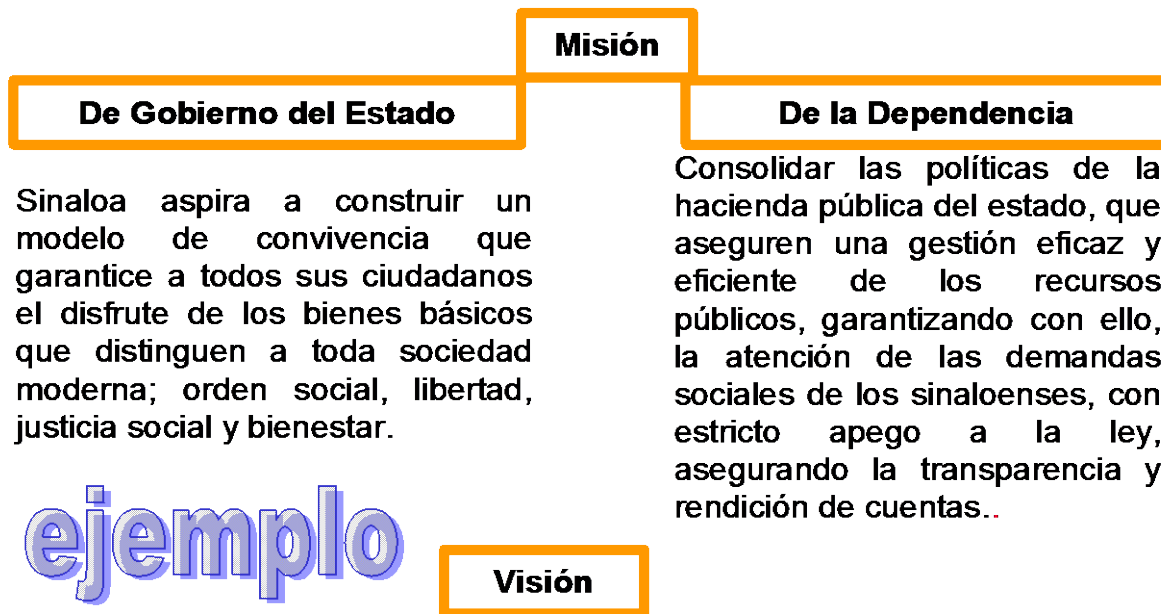 Misión
De Gobierno del Estado
De la Dependencia
Sinaloa aspira a construir un
modelo de convivencia que
garantice a todos sus ciudadanos
el disfrute de los bienes básicos
que distinguen a toda sociedad
moderna; orden social, libertad,
justicia social y bienestar.
Consolidar las políticas de la
hacienda pública del estado, que
aseguren una gestión eficaz y
eficiente de los recursos
públicos, garantizando con ello,
la atención de las demandas
sociales de los sinaloenses, con
estricto apego a la ley,
asegurando la transparencia y
rendición de cuentas..
ejemplo
Visión